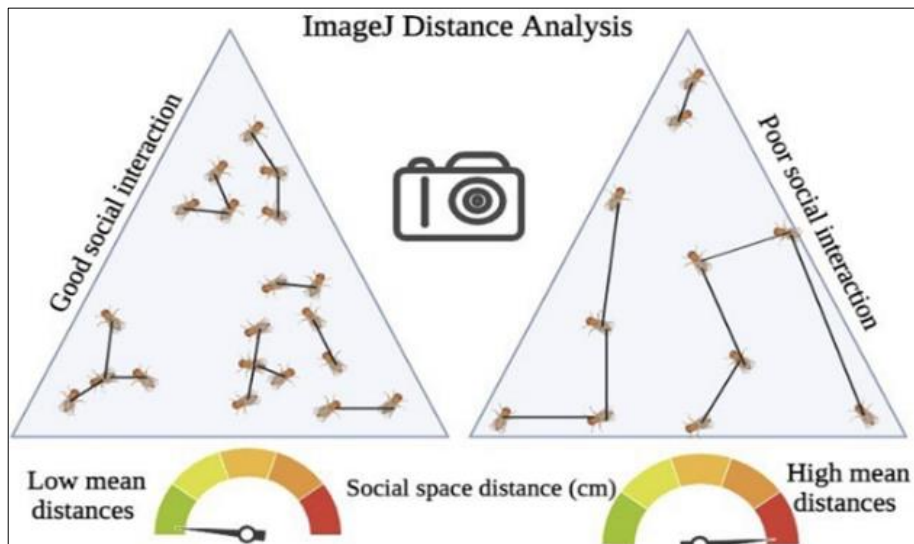 ImageJ Distance Analysis
Good social interaction
Poor social interaction
Low mean
distances
Social space distance (cm)
High mean
distances